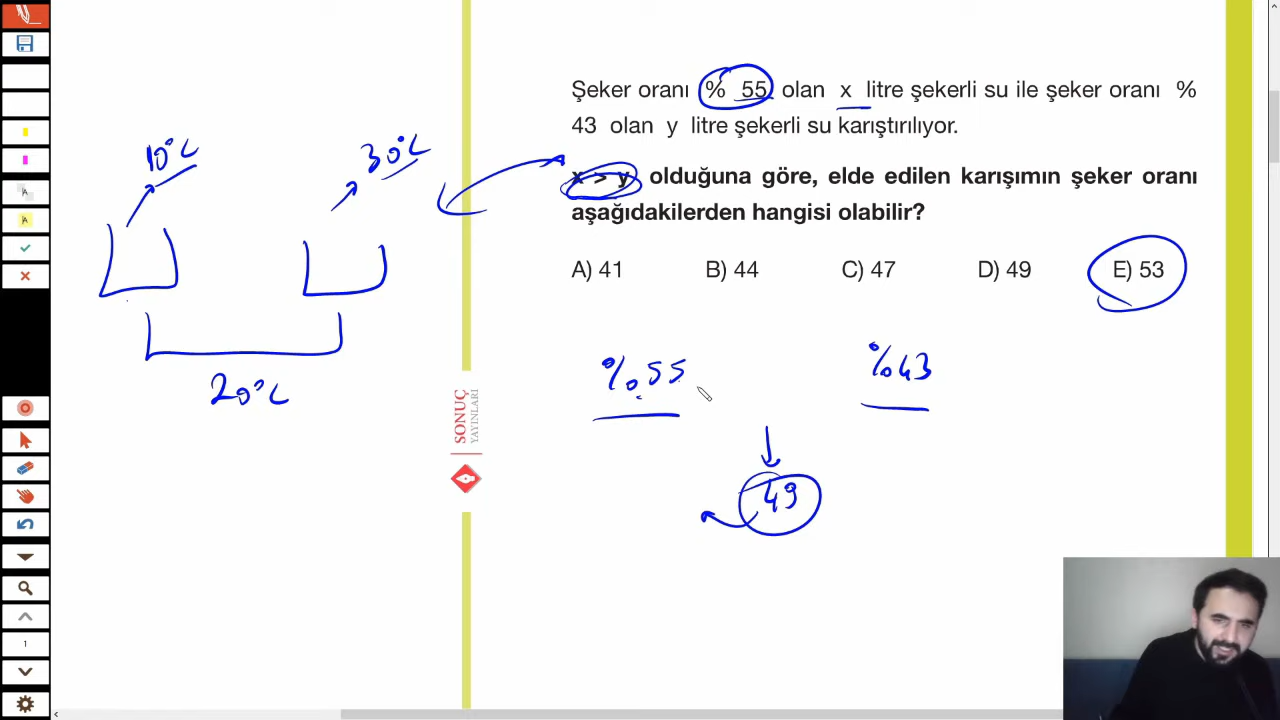 Şeker oranı % 55 olan x litre şekerli su ile şeker oranı %
43 olan y litre şekerli su karıştırılıyor.
x > y olduğuna göre, elde edilen karışımın şeker oranı
aşağıdakilerden hangisi olabilir?
A) 41 B) 44 C) 47 D) 49 E) 53
10°C 30°C
20°C
%55 %43
49
SONUÇ
YAYINLARI
A
A
1